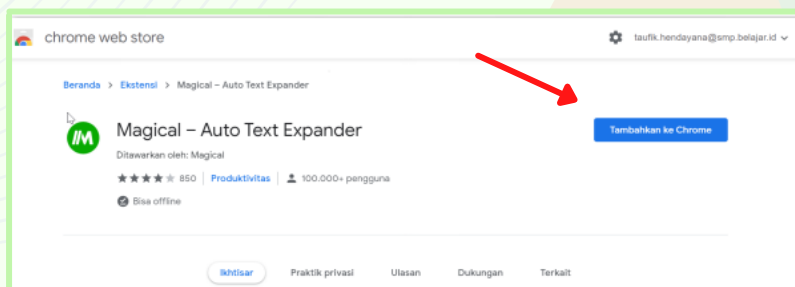 chrome web store
taufik.hendayana@smp.belajar.id
Beranda > Ekstensi > Magical – Auto Text Expander
Magical – Auto Text Expander
Tambahkan ke Chrome
Ditawarkan oleh: Magical
850 | Produktivitas | 100.000+ pengguna
Bisa offline
Ikhtisar Praktik privasi Ulasan Dukungan Terkait